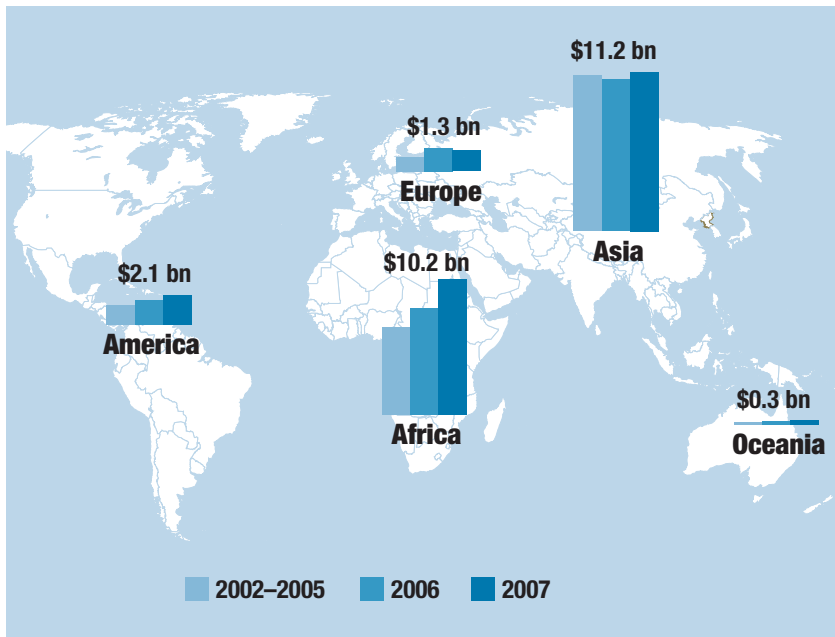 $11.2 bn
$1.3 bn
Europe
Asia
$2.1 bn
$10.2 bn
America
$0.3 bn
Africa
Oceania
2002–2005 2006 2007